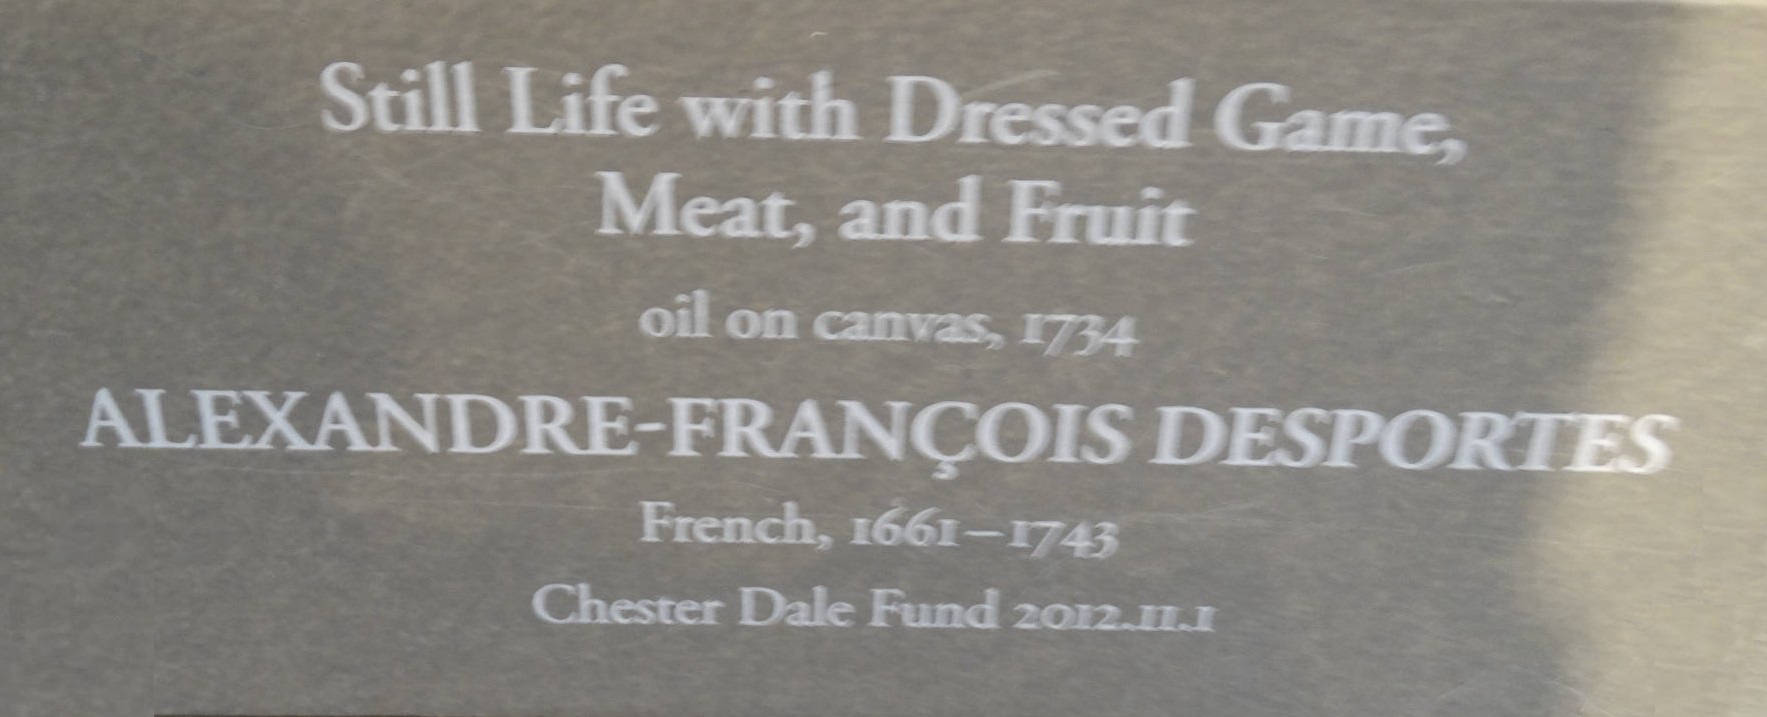 Still Life with Dressed Game,
Meat, and Fruit
oil on canvas, 1734
ALEXANDRE-FRANÇOIS DESPORTES
French, 1661–1743
Chester Dale Fund 2012.11.1